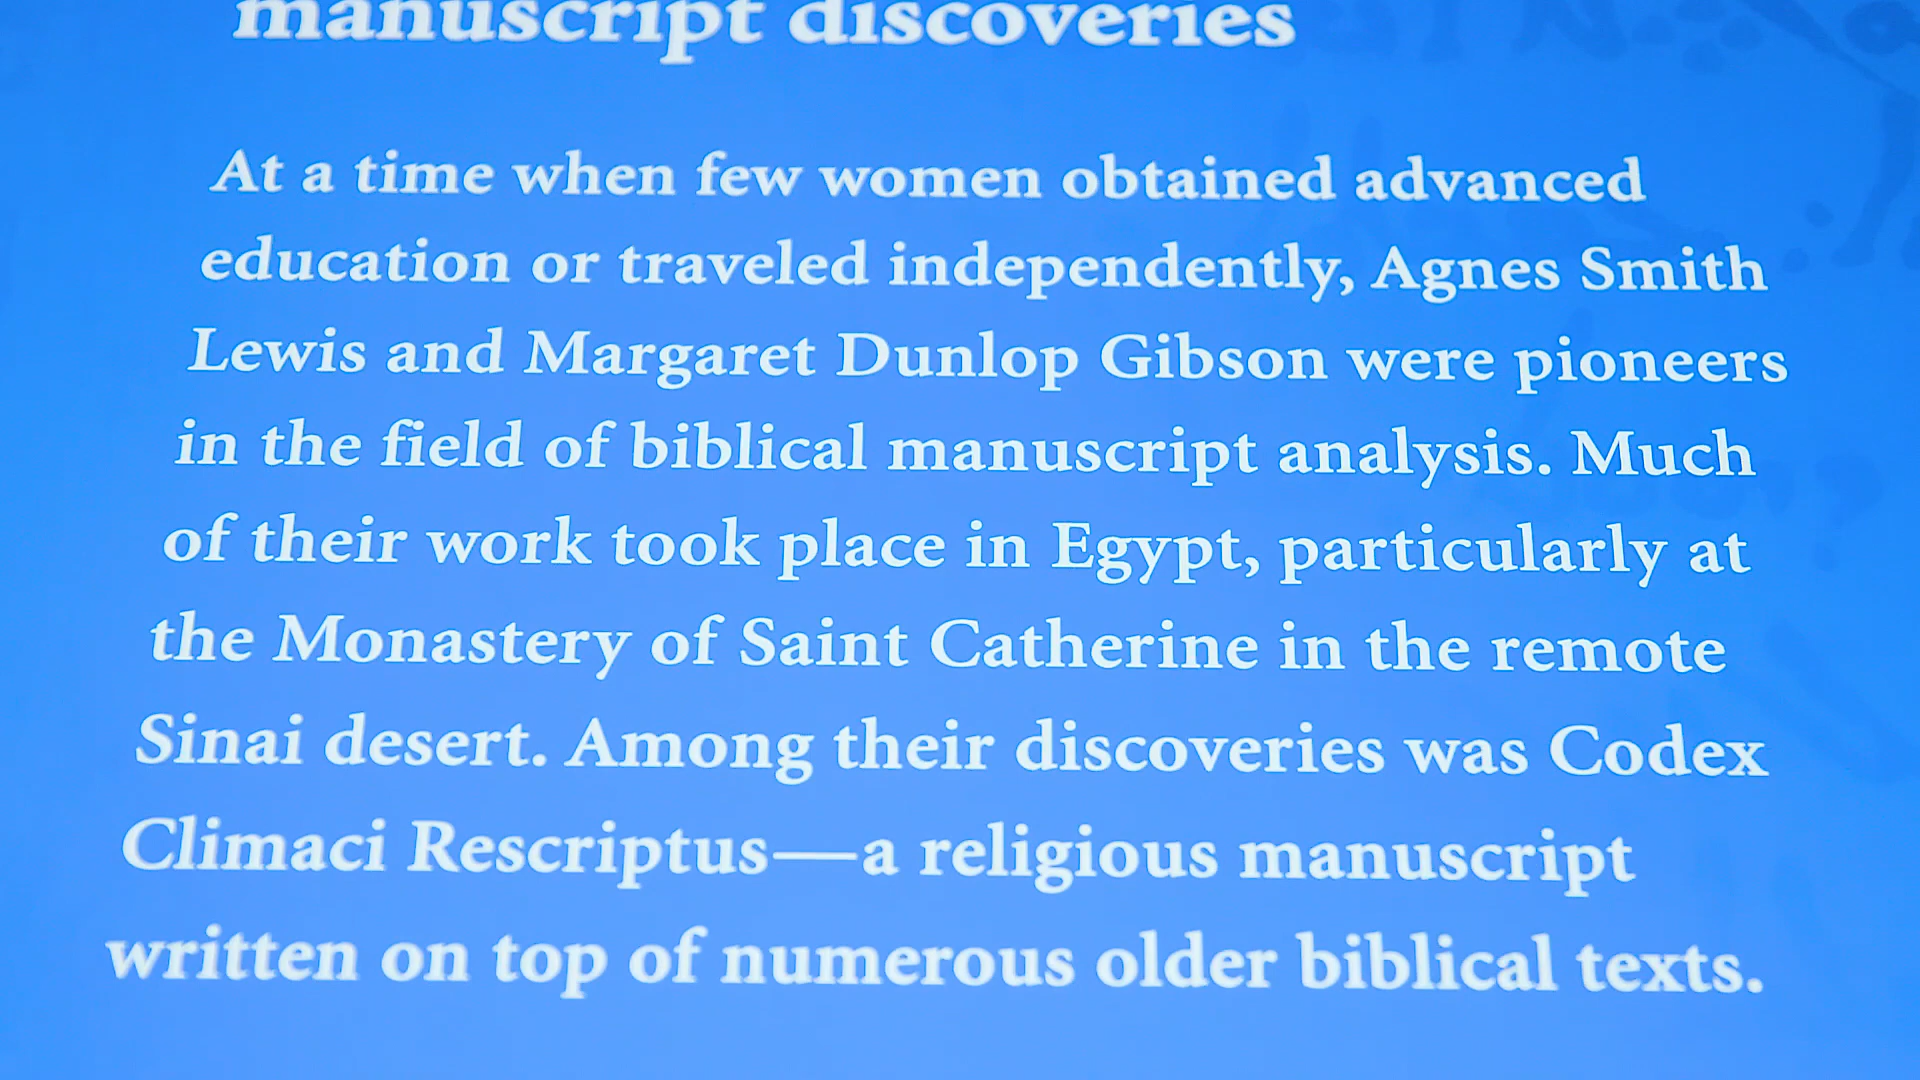 manuscript discoveries
At a time when few women obtained advanced
education or traveled independently, Agnes Smith
Lewis and Margaret Dunlop Gibson were pioneers
in the field of biblical manuscript analysis. Much
of their work took place in Egypt, particularly at
the Monastery of Saint Catherine in the remote
Sinai desert. Among their discoveries was Codex
Climaci Rescriptus—a religious manuscript
written on top of numerous older biblical texts.